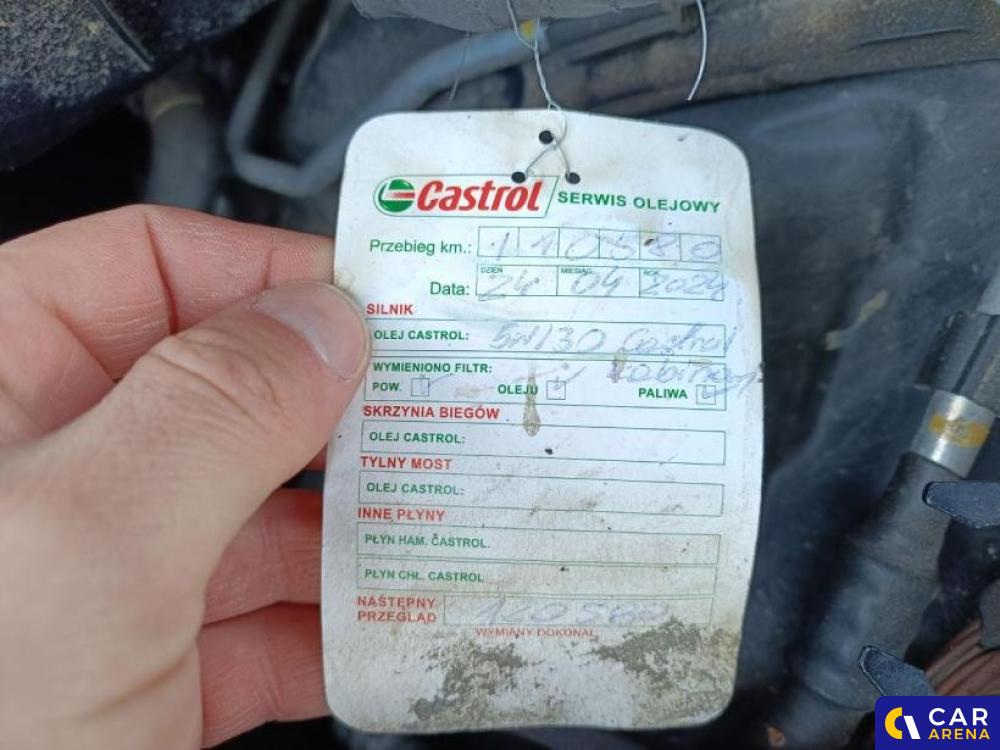 Castrol SERWIS OLEJOWY
Przebieg km.: 110580
DZIEŃ MIESIĄC ROK
Data: 24 04 2024
SILNIK
OLEJ CASTROL: 5W/30 Castrol
WYMIENIONO FILTR: kabinowy
POW. OLEJU PALIWA
SKRZYNIA BIEGÓW
OLEJ CASTROL:
TYLNY MOST
OLEJ CASTROL:
INNE PŁYNY
PŁYN HAM. CASTROL.
PŁYN CHŁ. CASTROL
NASTĘPNY
PRZEGLĄD 120580
WYMIANY DOKONAŁ
CAR
ARENA